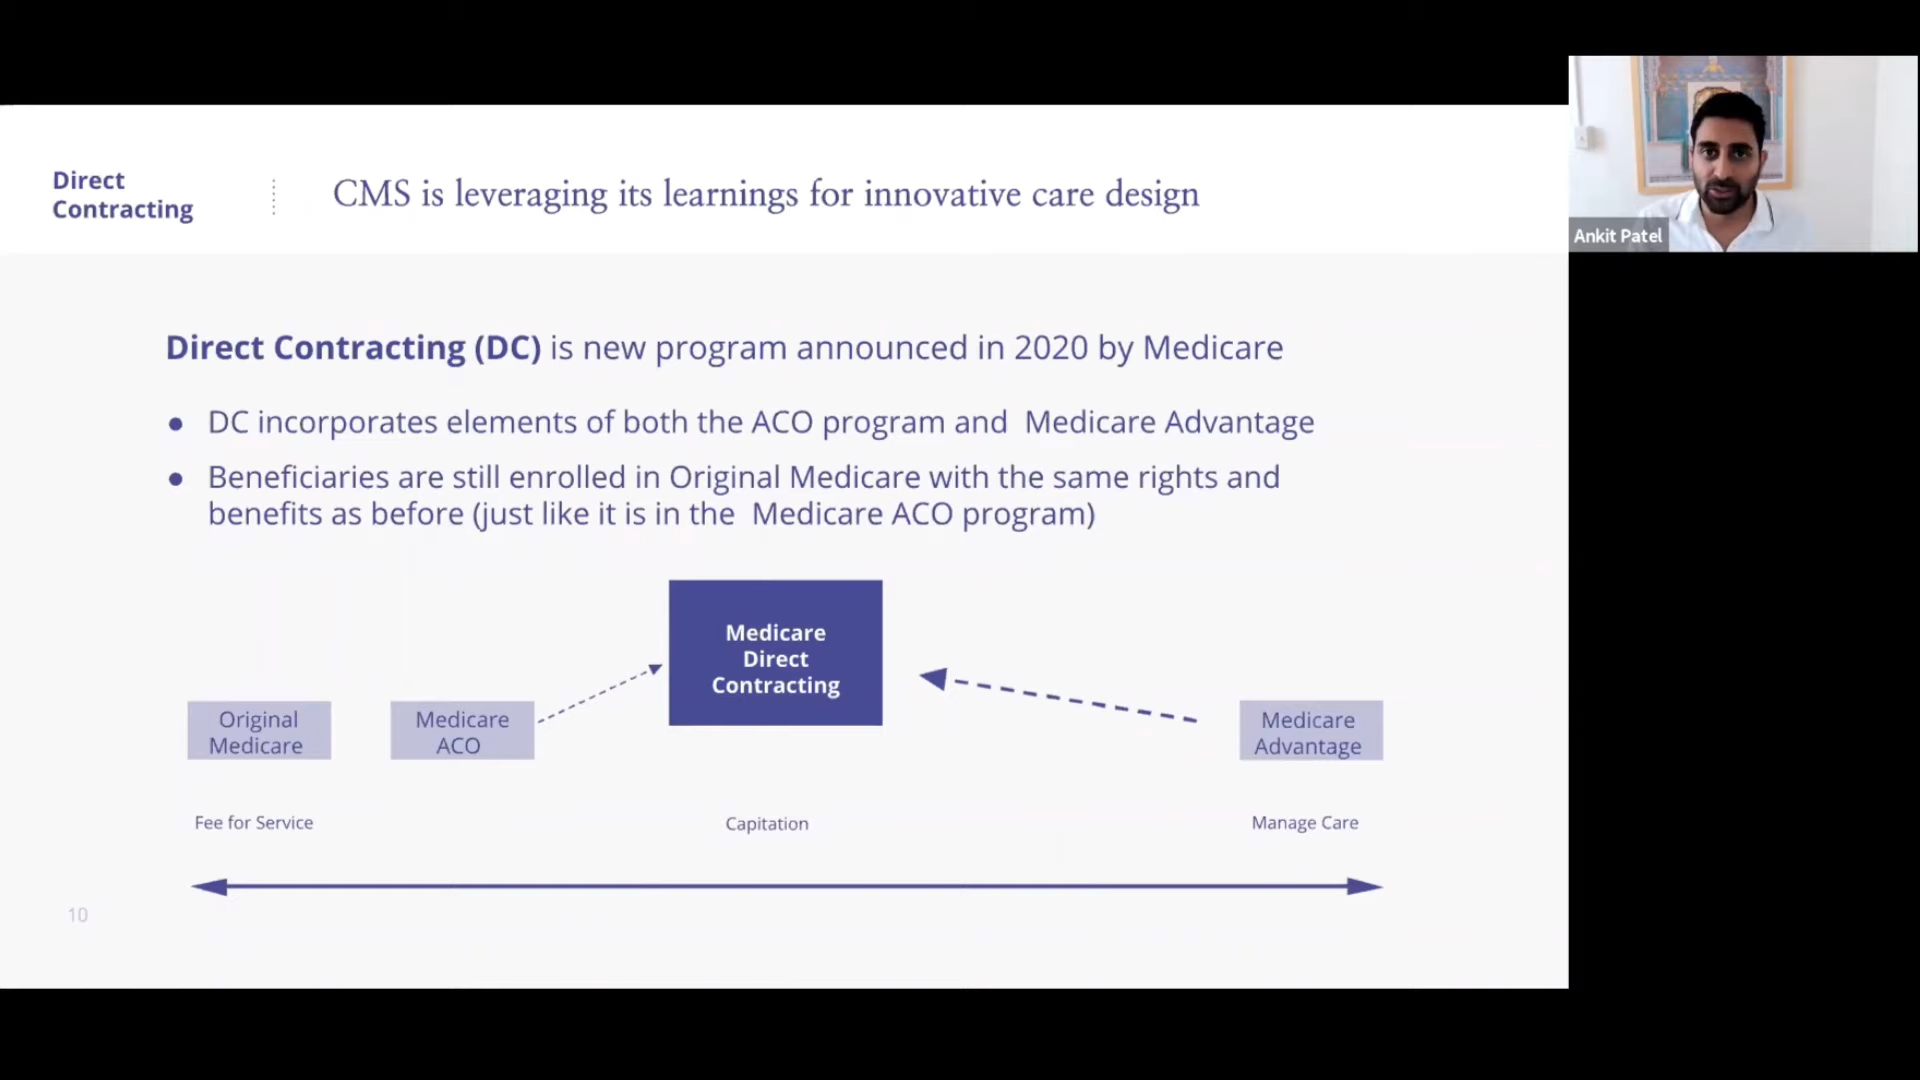 Direct
Contracting
CMS is leveraging its learnings for innovative care design
Ankit Patel
Direct Contracting (DC) is new program announced in 2020 by Medicare
● DC incorporates elements of both the ACO program and  Medicare Advantage
● Beneficiaries are still enrolled in Original Medicare with the same rights and
benefits as before (just like it is in the  Medicare ACO program)
Medicare
Direct
Contracting
Original
Medicare
Medicare
ACO
Medicare
Advantage
Fee for Service
Capitation
Manage Care
10